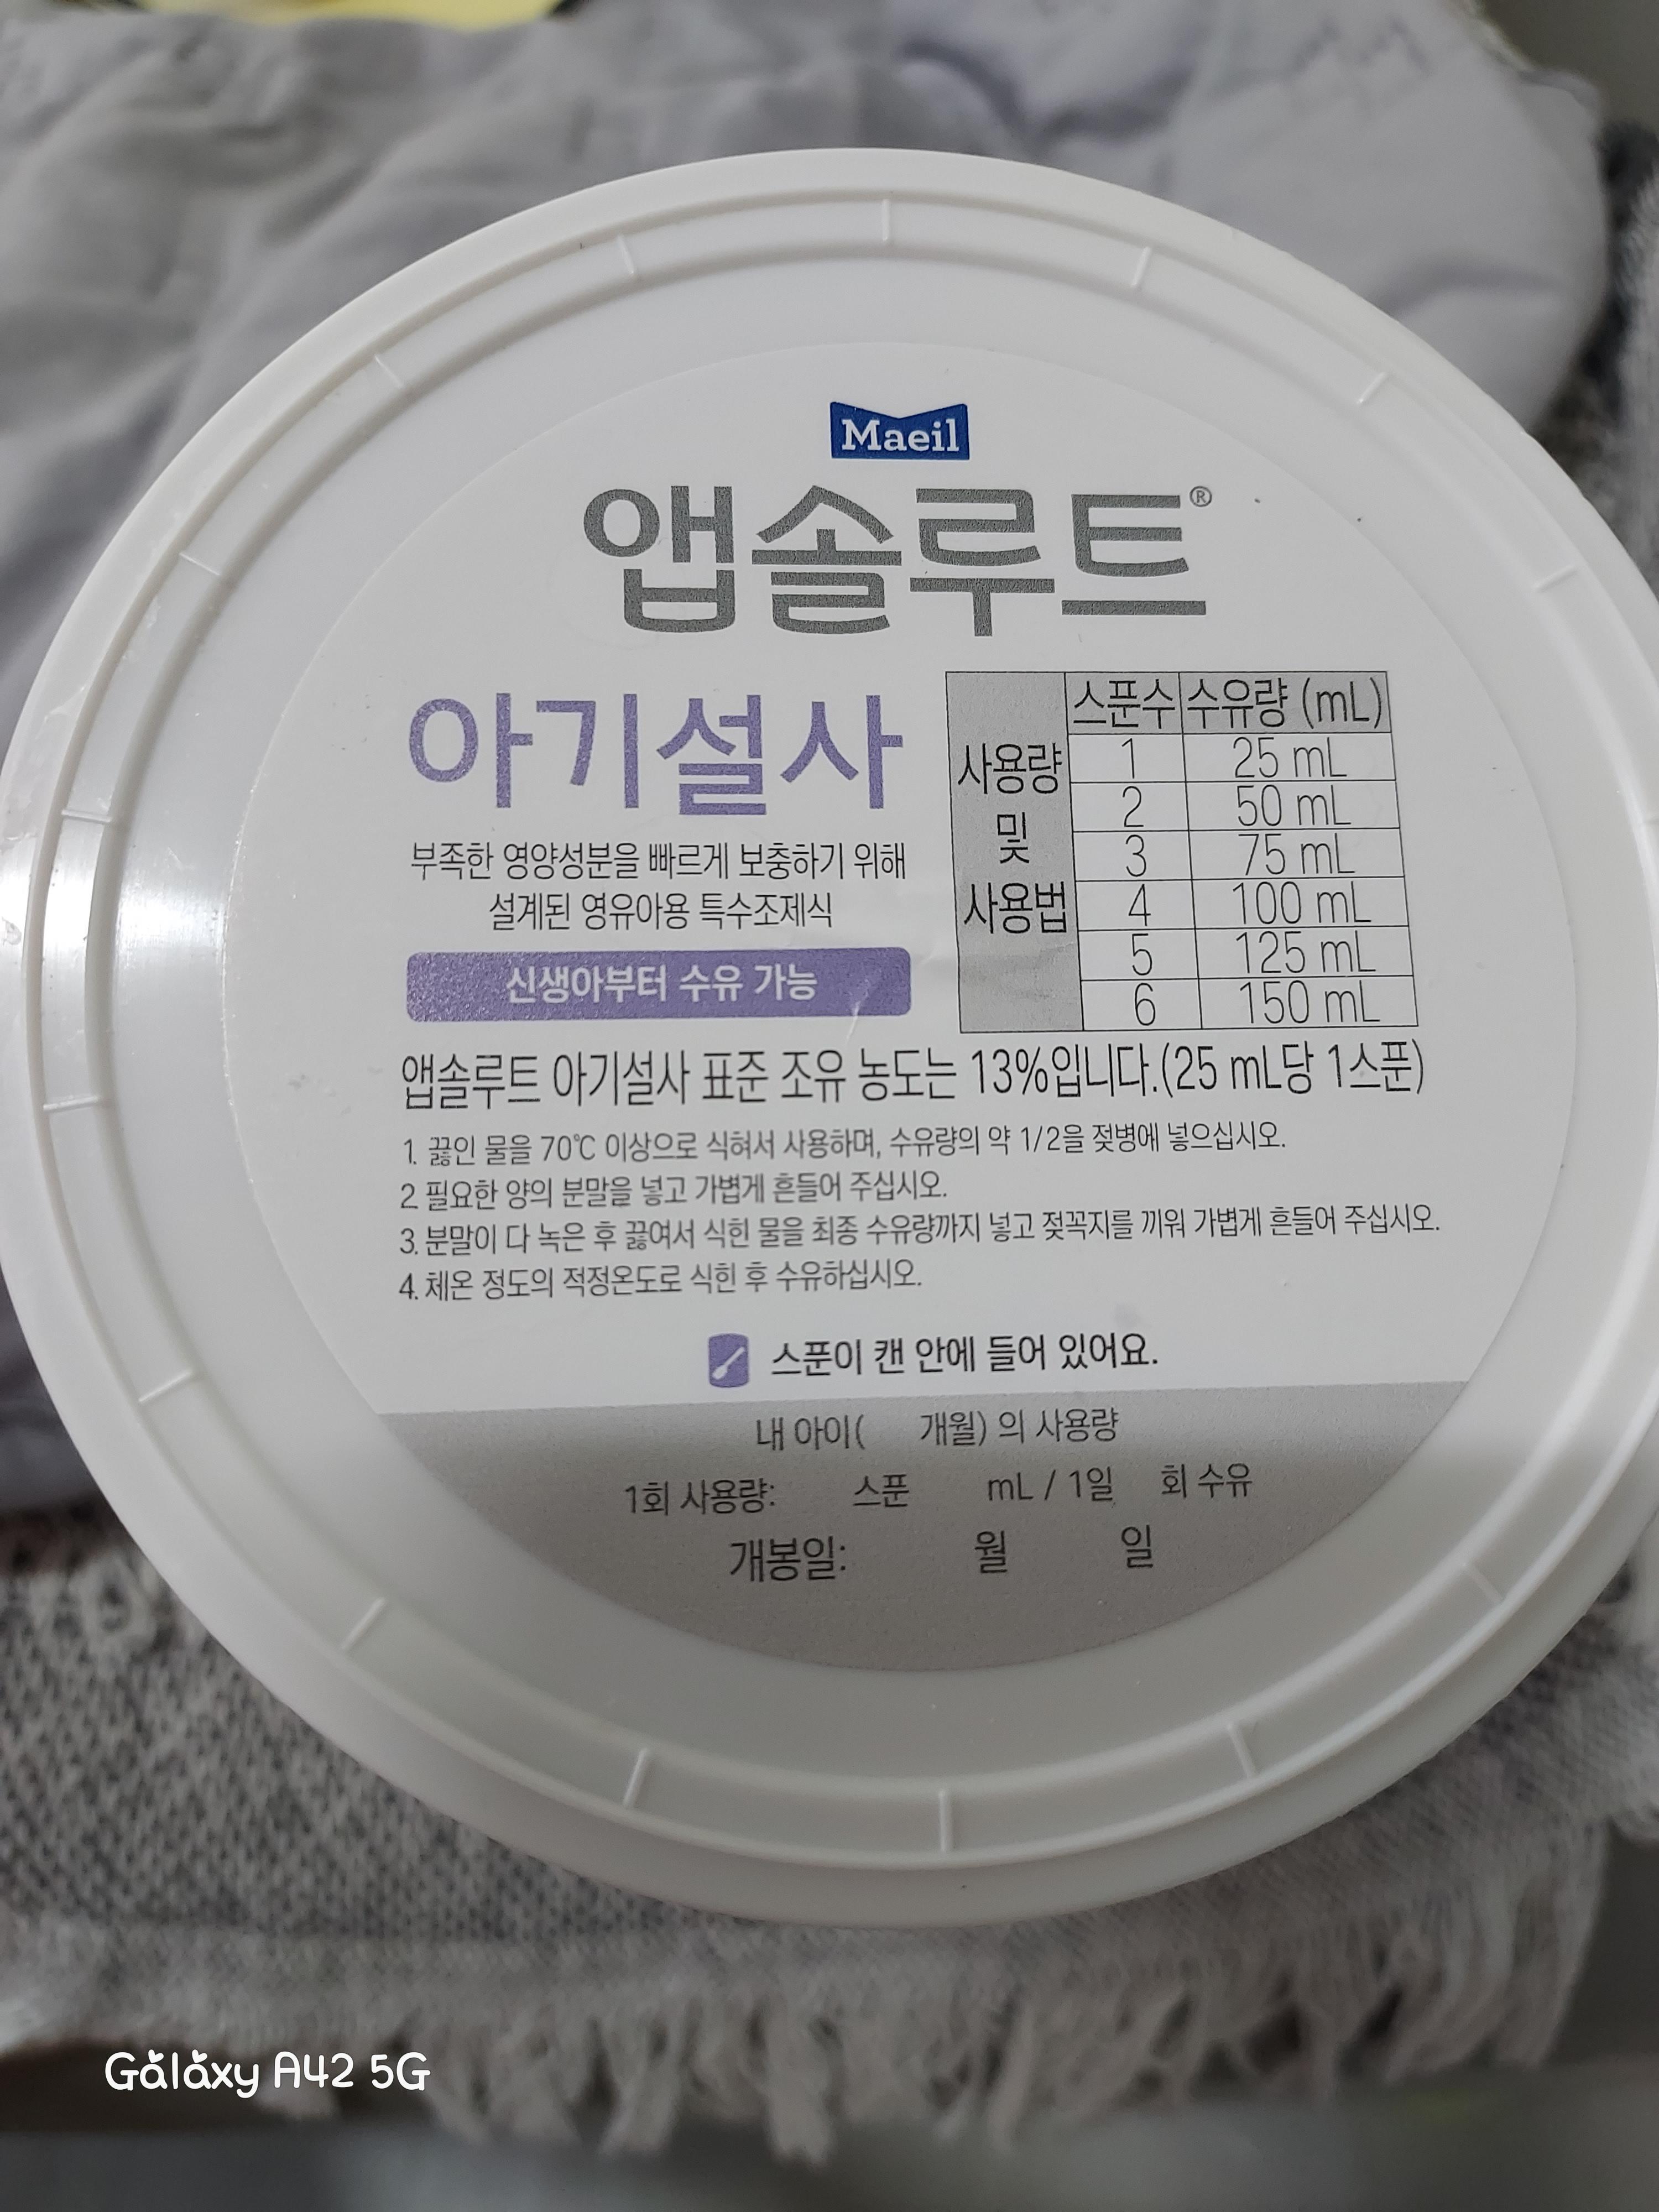 Maeil
앱솔루트®
아기설사
부족한 영양성분을 빠르게 보충하기 위해
설계된 영유아용 특수조제식
신생아부터 수유 가능
사용량
및
사용법
스푼수 수유량 (mL)
1 25 mL
2 50 mL
3 75 mL
4 100 mL
5 125 mL
6 150 mL
앱솔루트 아기설사 표준 조유 농도는 13%입니다.(25 mL당 1스푼)
1. 끓인 물을 70℃ 이상으로 식혀서 사용하며, 수유량의 약 1/2을 젖병에 넣으십시오.
2. 필요한 양의 분말을 넣고 가볍게 흔들어 주십시오.
3. 분말이 다 녹은 후 끓여서 식힌 물을 최종 수유량까지 넣고 젖꼭지를 끼워 가볍게 흔들어 주십시오.
4. 체온 정도의 적정온도로 식힌 후 수유하십시오.
스푼이 캔 안에 들어 있어요.
내 아이( 개월) 의 사용량
1회 사용량: 스푼 mL / 1일 회 수유
개봉일: 월 일
Galaxy A42 5G